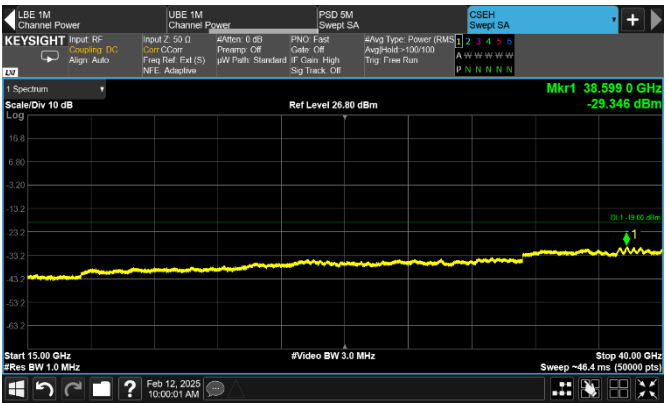 LBE 1M
Channel Power
UBE 1M
Channel Power
PSD 5M
Swept SA
CSEH
Swept SA
KEYSIGHT
Input: RF
Coupling: DC
Align: Auto
Input Z: 50 Ω
Corr CCorr
Freq Ref: Ext (S)
NFE: Adaptive
#Atten: 0 dB
Preamp: Off
µW Path: Standard
PNO: Fast
Gate: Off
IF Gain: High
Sig Track: Off
#Avg Type: Power (RMS)
Avg|Hold:>100/100
Trig: Free Run
1 2 3 4 5 6
A W W W W W
P N N N N N
LXI
1 Spectrum
Scale/Div 10 dB
Ref Level 26.80 dBm
Mkr1 38.599 0 GHz
-29.346 dBm
Log
16.8
6.80
-3.20
-13.2
DL1 -19.00 dBm
-23.2
1
-33.2
-43.2
-53.2
-63.2
Start 15.00 GHz
#Video BW 3.0 MHz
Stop 40.00 GHz
#Res BW 1.0 MHz
Sweep ~46.4 ms (50000 pts)
?
Feb 12, 2025
10:00:01 AM